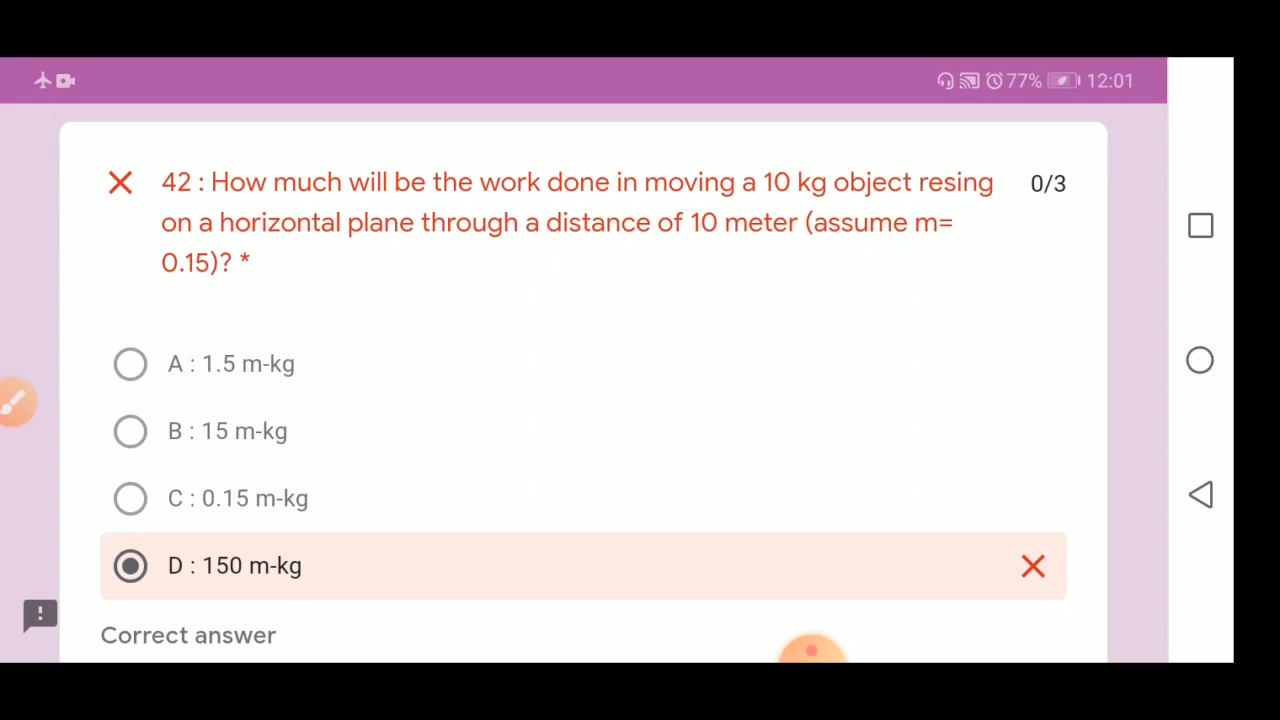 77% 12:01
42 : How much will be the work done in moving a 10 kg object resing 0/3
on a horizontal plane through a distance of 10 meter (assume m=
0.15)? *
A : 1.5 m-kg
B : 15 m-kg
C : 0.15 m-kg
D : 150 m-kg
Correct answer